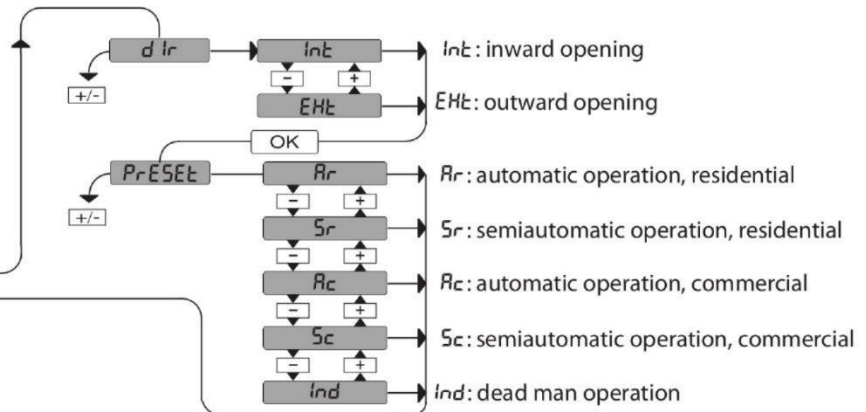 dIr Int Int: inward opening
- +
+/- EHt EHt: outward opening
OK
PrESEt Ar Ar: automatic operation, residential
- +
+/- Sr Sr: semiautomatic operation, residential
- +
Ac Ac: automatic operation, commercial
- +
Sc Sc: semiautomatic operation, commercial
- +
Ind Ind: dead man operation